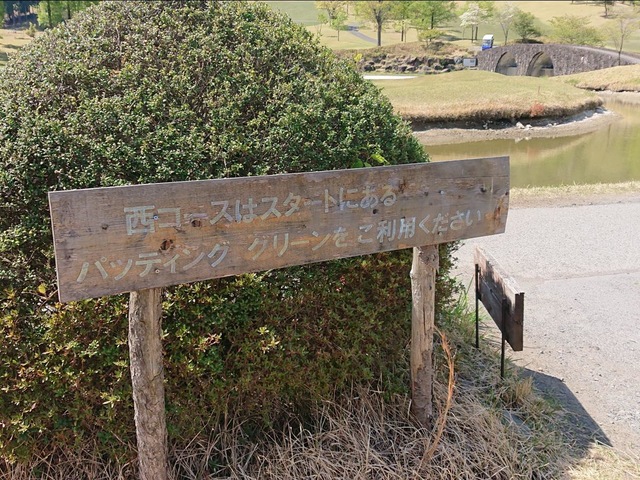 西コースはスタートにある
パッティング グリーンをご利用ください